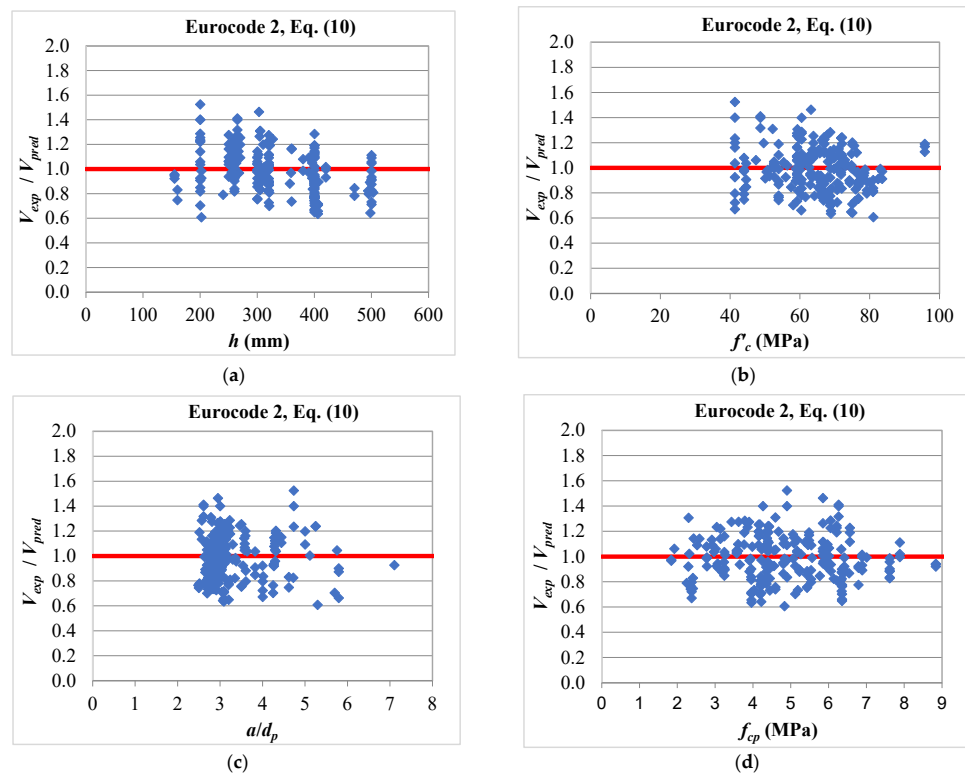 Eurocode 2, Eq. (10)
2.0
1.8
1.6
1.4
1.2
1.0
0.8
0.6
0.4
0.2
0.0
V_exp / V_pred
0 100 200 300 400 500 600
h (mm)
(a)
Eurocode 2, Eq. (10)
2.0
1.8
1.6
1.4
1.2
1.0
0.8
0.6
0.4
0.2
0.0
V_exp / V_pred
0 20 40 60 80 100
f'_c (MPa)
(b)
Eurocode 2, Eq. (10)
2.0
1.8
1.6
1.4
1.2
1.0
0.8
0.6
0.4
0.2
0.0
V_exp / V_pred
0 1 2 3 4 5 6 7 8
a/d_p
(c)
Eurocode 2, Eq. (10)
2.0
1.8
1.6
1.4
1.2
1.0
0.8
0.6
0.4
0.2
0.0
V_exp / V_pred
0 1 2 3 4 5 6 7 8 9
f_cp (MPa)
(d)